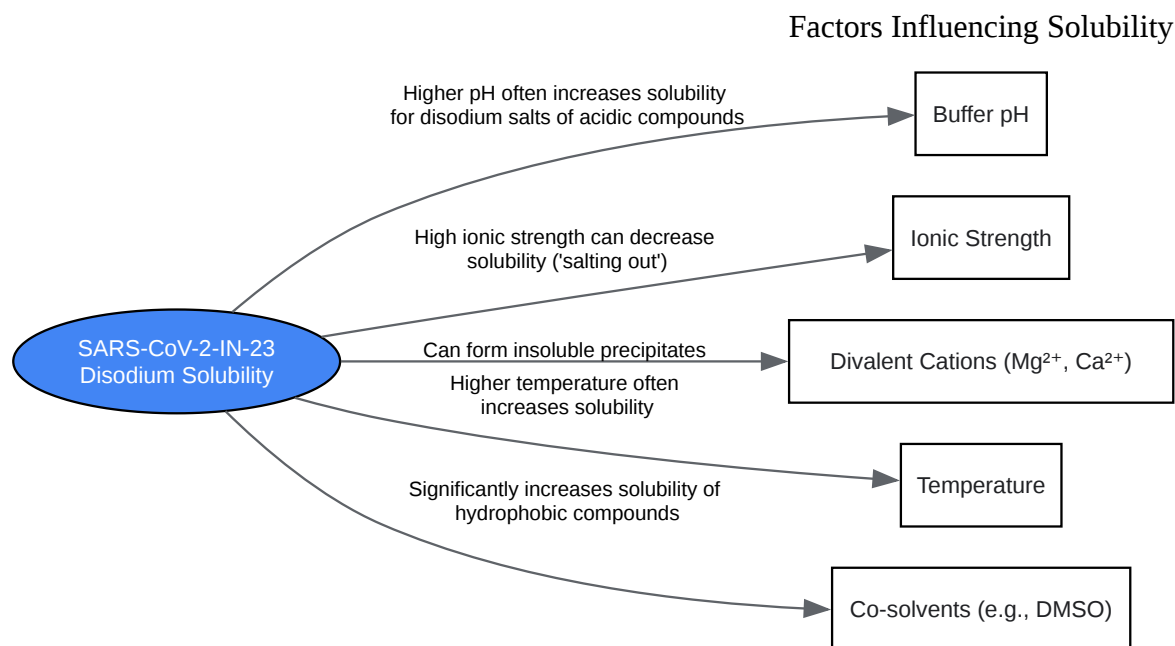 Factors Influencing Solubility
Higher pH often increases solubility
for disodium salts of acidic compounds
Buffer pH
High ionic strength can decrease
solubility ('salting out')
Ionic Strength
SARS-CoV-2-IN-23
Disodium Solubility
Can form insoluble precipitates
Divalent Cations (Mg²⁺, Ca²⁺)
Higher temperature often
increases solubility
Temperature
Significantly increases solubility of
hydrophobic compounds
Co-solvents (e.g., DMSO)